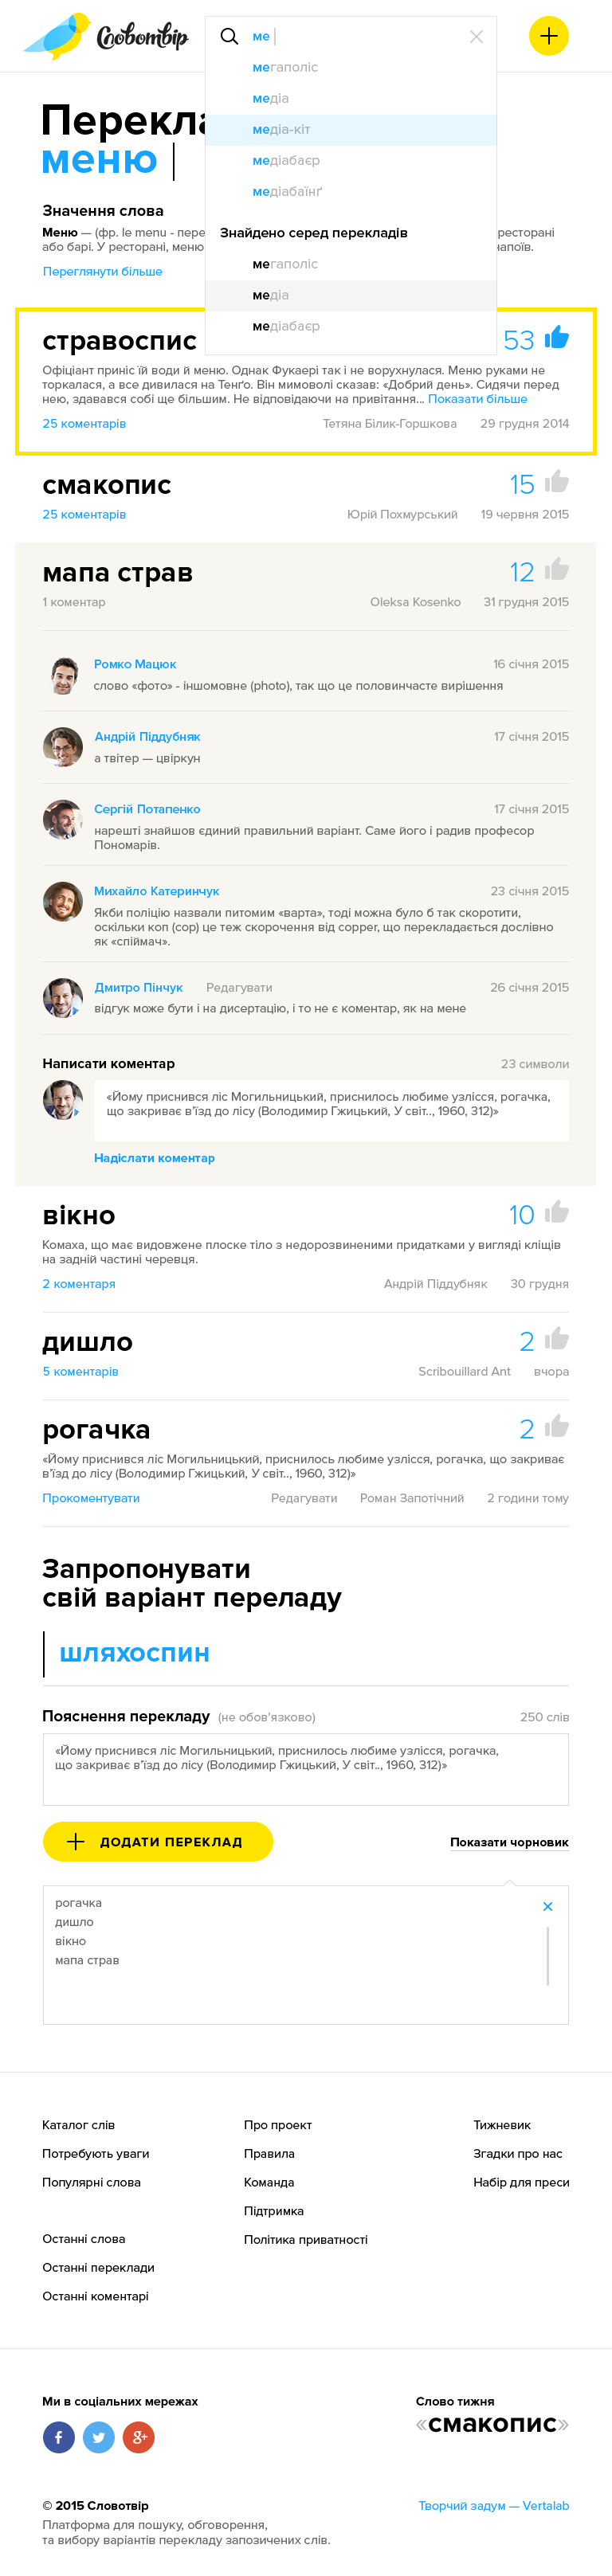 Словотвір
ме
мегаполіс
медіа
медіа-кіт
медіабаєр
медіабаїнґ
Знайдено серед перекладів
мегаполіс
медіа
медіабаєр
Перекла
меню
Значення слова
Меню — (фр. le menu - пере ресторані
або барі. У ресторані, меню напоїв.
Переглянути більше
стравоспис 53
Офіціант приніс їй води й меню. Однак Фукаері так і не ворухнулася. Меню руками не
торкалася, а все дивилася на Тенґо. Він мимоволі сказав: «Добрий день». Сидячи перед
нею, здавався собі ще більшим. Не відповідаючи на привітання... Показати більше
25 коментарів Тетяна Білик-Горшкова 29 грудня 2014
смакопис 15
25 коментарів Юрій Похмурський 19 червня 2015
мапа страв 12
1 коментар Oleksa Kosenko 31 грудня 2015
Ромко Мацюк 16 січня 2015
слово «фото» - іншомовне (photo), так що це половинчасте вирішення
Андрій Піддубняк 17 січня 2015
а твітер — цвіркун
Сергій Потапенко 17 січня 2015
нарешті знайшов єдиний правильний варіант. Саме його і радив професор
Пономарів.
Михайло Катеринчук 23 січня 2015
Якби поліцію назвали питомим «варта», тоді можна було б так скоротити,
оскільки коп (cop) це теж скорочення від copper, що перекладається дослівно
як «спіймач».
Дмитро Пінчук Редагувати 26 січня 2015
відгук може бути і на дисертацію, і то не є коментар, як на мене
Написати коментар 23 символи
«Йому приснився ліс Могильницький, приснилось любиме узлісся, рогачка,
що закриває в'їзд до лісу (Володимир Гжицький, У світ.., 1960, 312)»
Надіслати коментар
вікно 10
Комаха, що має видовжене плоске тіло з недорозвиненими придатками у вигляді кліщів
на задній частині черевця.
2 коментаря Андрій Піддубняк 30 грудня
дишло 2
5 коментарів Scribouillard Ant вчора
рогачка 2
«Йому приснився ліс Могильницький, приснилось любиме узлісся, рогачка, що закриває
в'їзд до лісу (Володимир Гжицький, У світ.., 1960, 312)»
Прокоментувати Редагувати Роман Запотічний 2 години тому
Запропонувати
свій варіант переладу
шляхоспин
Пояснення перекладу (не обов'язково) 250 слів
«Йому приснився ліс Могильницький, приснилось любиме узлісся, рогачка,
що закриває в'їзд до лісу (Володимир Гжицький, У світ.., 1960, 312)»
ДОДАТИ ПЕРЕКЛАД Показати чорновик
рогачка
дишло
вікно
мапа страв
Каталог слів Про проект Тижневик
Потребують уваги Правила Згадки про нас
Популярні слова Команда Набір для преси
Підтримка
Останні слова Політика приватності
Останні переклади
Останні коментарі
Ми в соціальних мережах Слово тижня
«смакопис»
© 2015 Словотвір Творчий задум — Vertalab
Платформа для пошуку, обговорення,
та вибору варіантів перекладу запозичених слів.